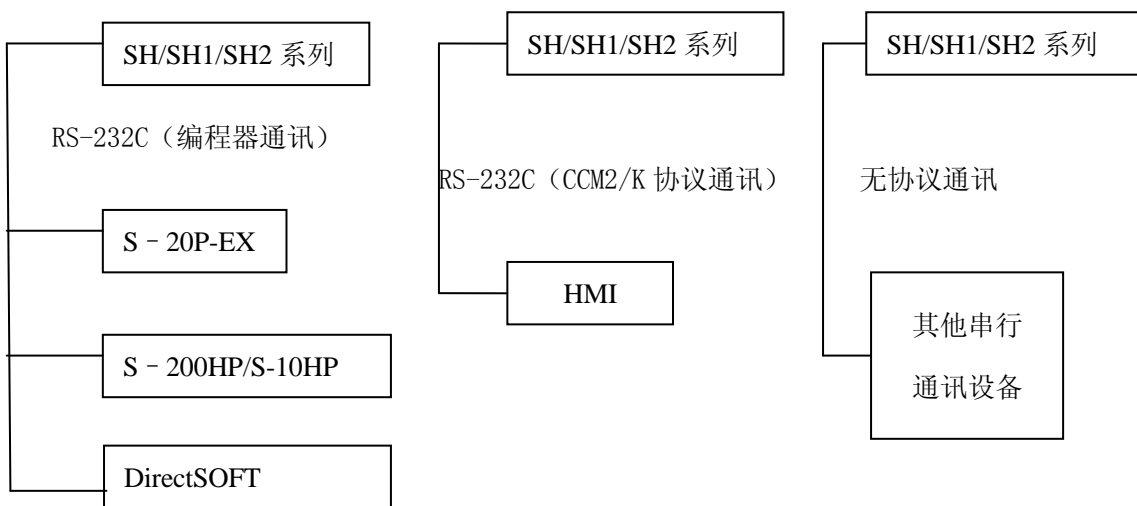 SH/SH1/SH2 系列
RS-232C（编程器通讯）
S－20P-EX
S－200HP/S-10HP
DirectSOFT
SH/SH1/SH2 系列
RS-232C（CCM2/K 协议通讯）
HMI
SH/SH1/SH2 系列
无协议通讯
其他串行
通讯设备